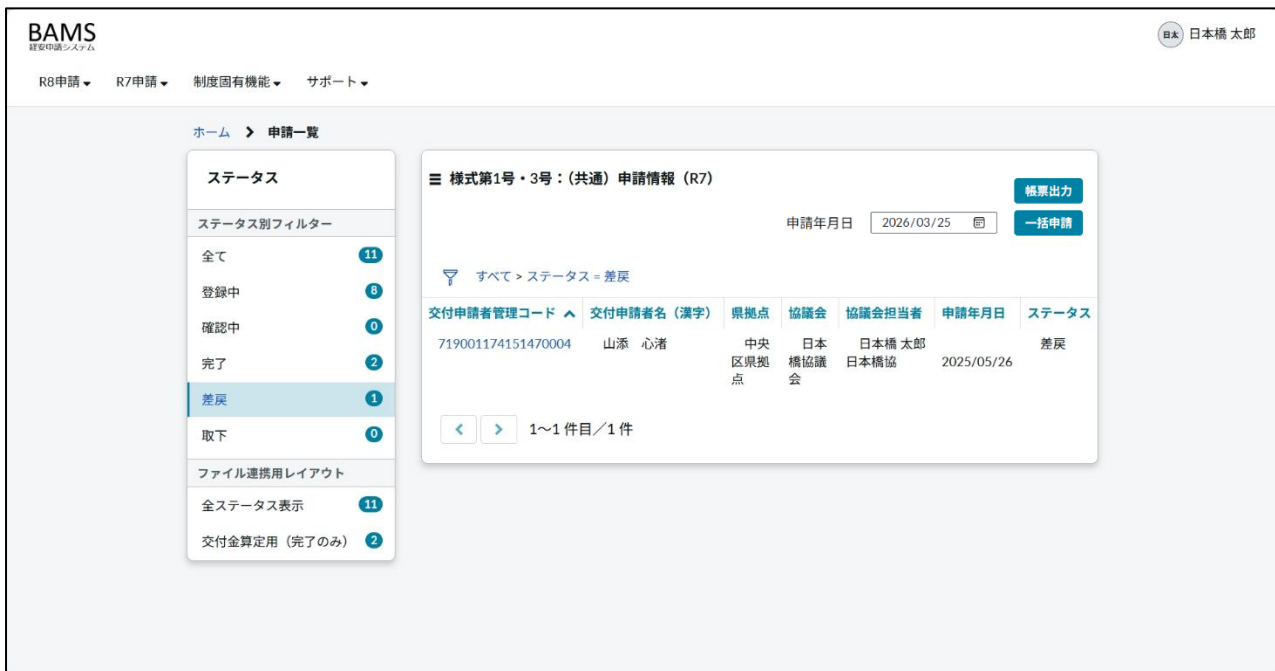 BAMS
経安申請システム
日太 日本橋 太郎
R8申請 R7申請 制度固有機能 サポート
ホーム > 申請一覧
ステータス
ステータス別フィルター
全て 11
登録中 8
確認中 0
完了 2
差戻 1
取下 0
ファイル連携用レイアウト
全ステータス表示 11
交付金算定用（完了のみ） 2
様式第1号・3号：（共通）申請情報（R7）
帳票出力
申請年月日 2026/03/25 一括申請
すべて > ステータス = 差戻
交付申請者管理コード 交付申請者名（漢字） 県拠点 協議会 協議会担当者 申請年月日 ステータス
719001174151470004 山添 心渚 中央 日本 日本橋 太郎 差戻
区県拠 橋協議 日本橋協 2025/05/26
点 会
< > 1～1 件目／1 件